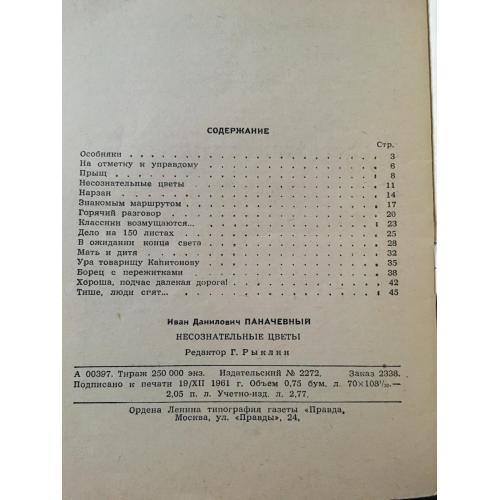 СОДЕРЖАНИЕ
Стр.
Особняки . . . . . . . . . . . . . . . . . 3
На отметку к управдому . . . . . . . . . . . 6
Прыщ . . . . . . . . . . . . . . . . . . 8
Несознательные цветы . . . . . . . . . . . . 11
Нарзан . . . . . . . . . . . . . . . . . . 14
Знакомым маршрутом . . . . . . . . . . . . 17
Горячий разговор . . . . . . . . . . . . . . 20
Классики возмущаются... . . . . . . . . . . . 23
Дело на 150 листах . . . . . . . . . . . . . 25
В ожидании конца света . . . . . . . . . . . 28
Мать и дитя . . . . . . . . . . . . . . . . 32
Ура товарищу Капитонову . . . . . . . . . . 35
Борец с пережитками . . . . . . . . . . . . 38
Хороша, подчас далекая дорога! . . . . . . . . 42
Тише, люди спят... . . . . . . . . . . . . . 45
Иван Данилович ПАНАЧЕВНЫЙ
НЕСОЗНАТЕЛЬНЫЕ ЦВЕТЫ
Редактор Г. Рыклин
А 00397. Тираж 250 000 экз. Издательский № 2272. Заказ 2338.
Подписано к печати 19/XII 1961 г. Объем 0,75 бум. л. 70×108¹/₃₂.—
2,05 п. л. Учетно-изд. л. 2,77.
Ордена Ленина типография газеты «Правда,
Москва, ул. «Правды», 24,